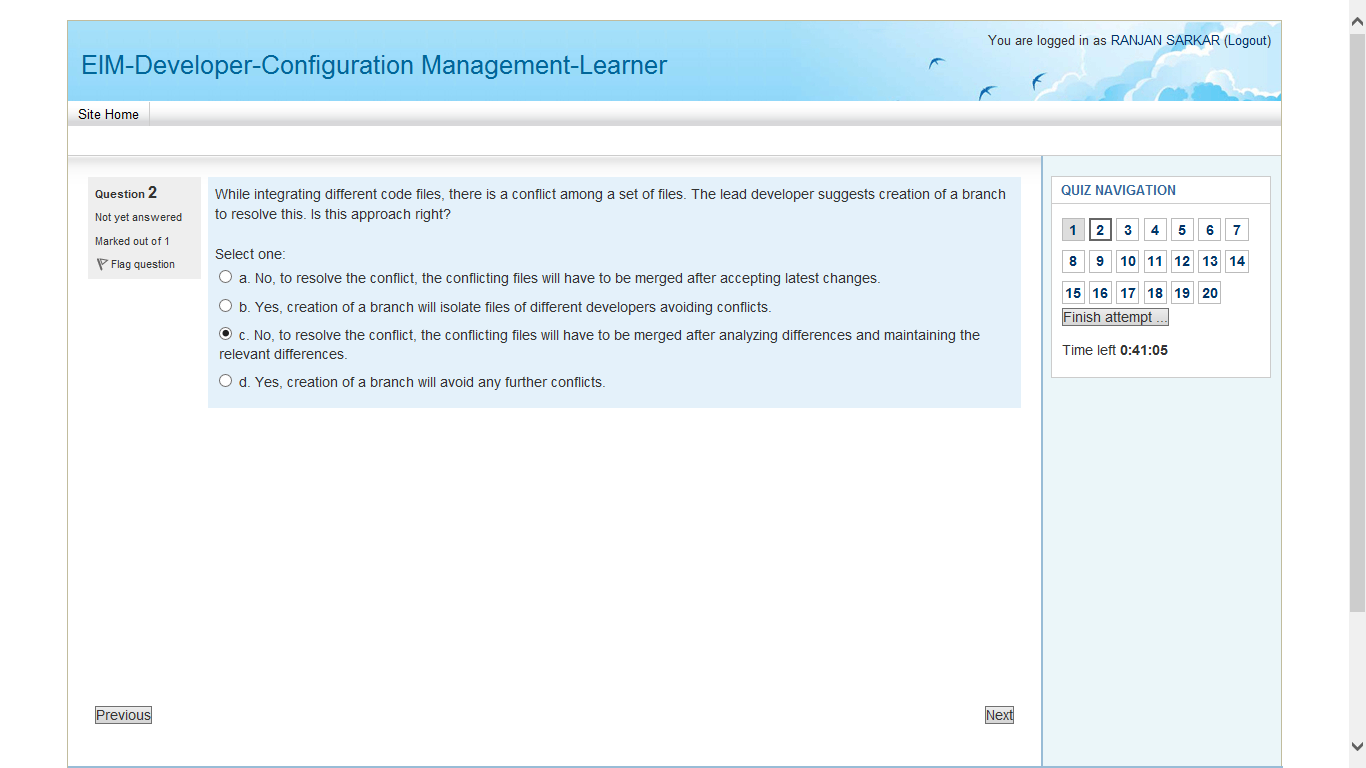 You are logged in as RANJAN SARKAR (Logout)
EIM-Developer-Configuration Management-Learner
Site Home
Question 2
Not yet answered
Marked out of 1
Flag question
While integrating different code files, there is a conflict among a set of files. The lead developer suggests creation of a branch
to resolve this. Is this approach right?
Select one:
a. No, to resolve the conflict, the conflicting files will have to be merged after accepting latest changes.
b. Yes, creation of a branch will isolate files of different developers avoiding conflicts.
c. No, to resolve the conflict, the conflicting files will have to be merged after analyzing differences and maintaining the
relevant differences.
d. Yes, creation of a branch will avoid any further conflicts.
Previous
Next
QUIZ NAVIGATION
1 2 3 4 5 6 7
8 9 10 11 12 13 14
15 16 17 18 19 20
Finish attempt ...
Time left 0:41:05